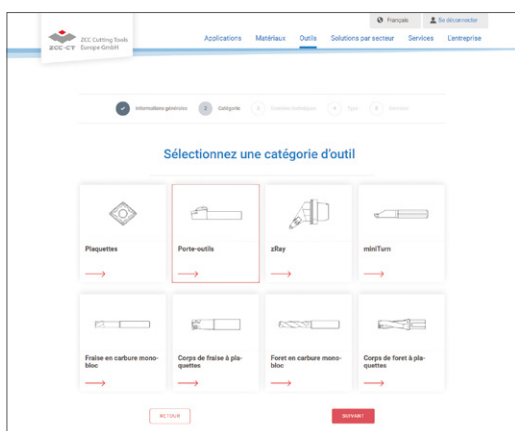 Français
Se déconnecter
ZCC Cutting Tools
Europe GmbH
ZCC-CT
Applications
Matériaux
Outils
Solutions par secteur
Services
L'entreprise
Informations générales
2
Catégorie
Sélectionnez une catégorie d'outil
Plaquettes
Porte-outils
zRay
miniTurn
Fraise en carbure mono-
bloc
Corps de fraise à pla-
quettes
Foret en carbure mono-
bloc
Corps de foret à pla-
quettes
RETOUR
SUIVANT